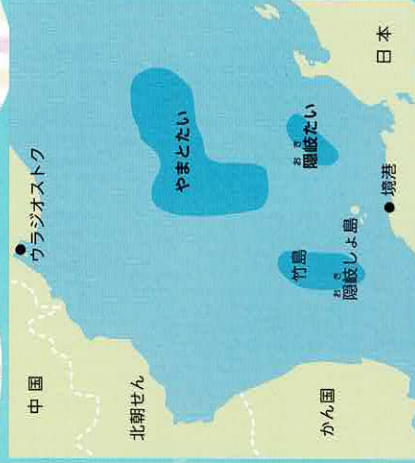 中国
ウラジオストク
北朝せん
やまとたい
日本
竹島
おき
隠岐たい
おき
隠岐しょ島
境港
かん国